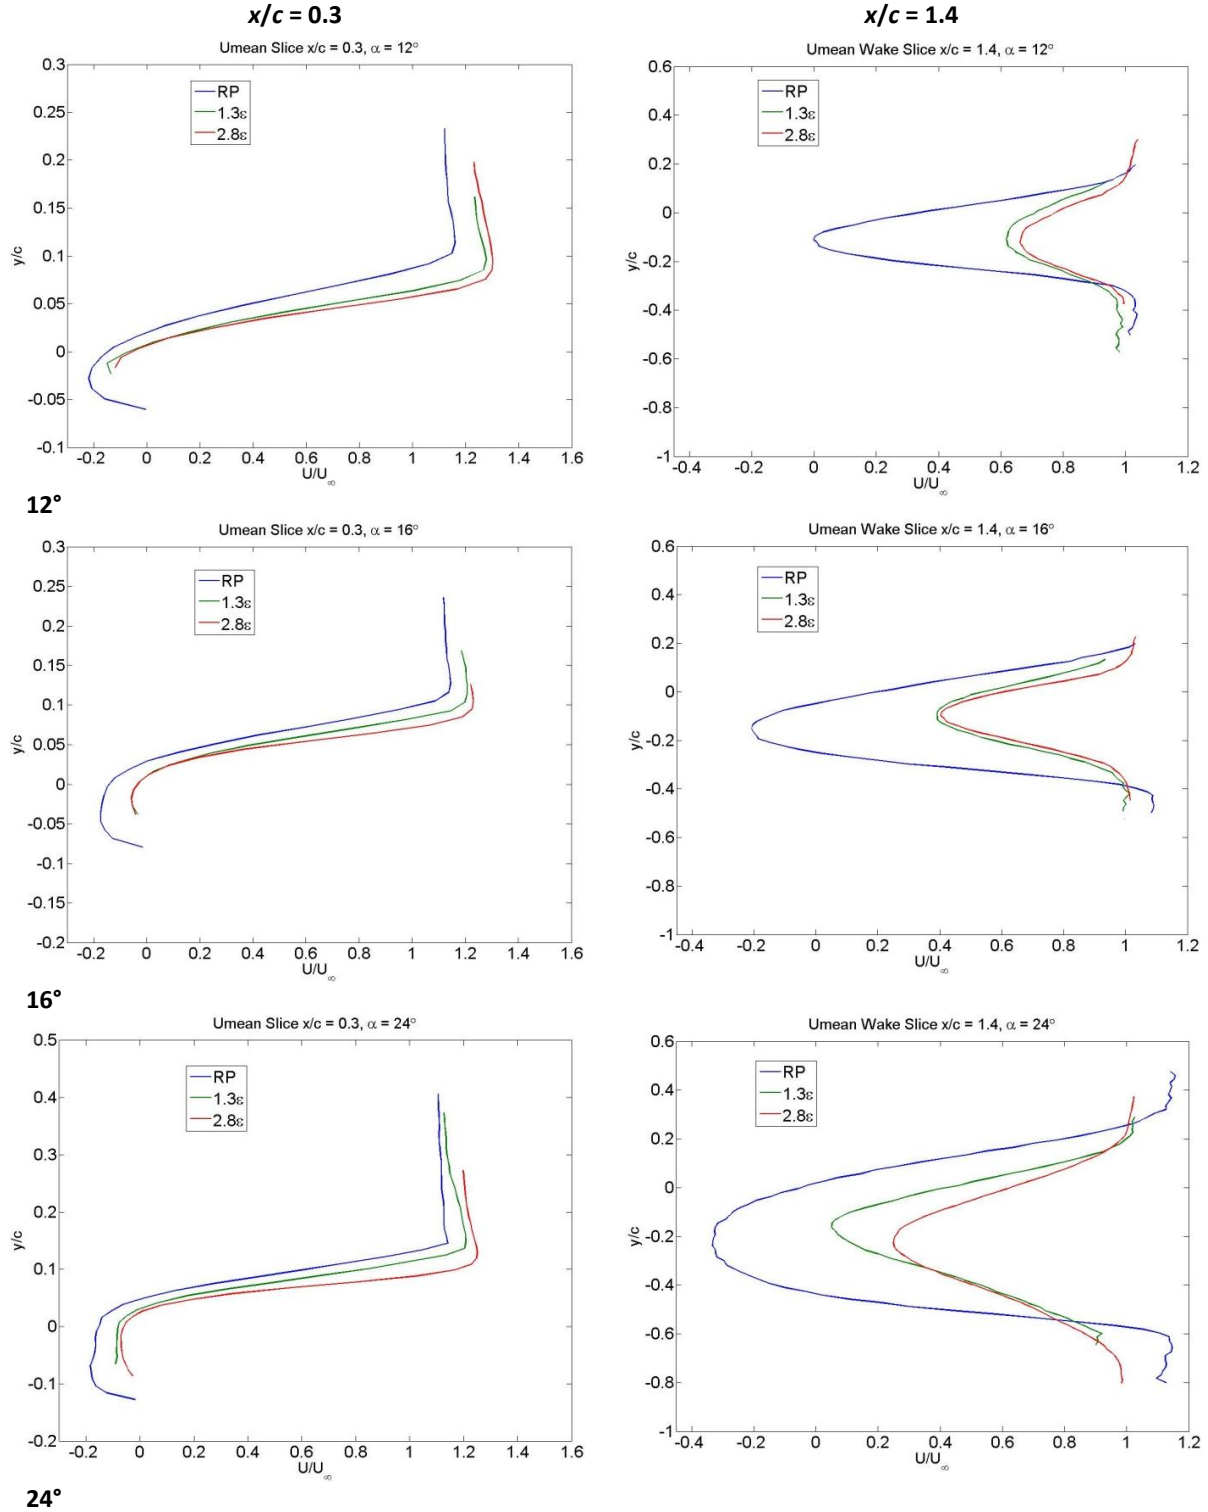 x/c = 0.3
x/c = 1.4
Umean Slice x/c = 0.3, α = 12°
0.3
0.25
0.2
0.15
0.1
0.05
0
-0.05
-0.1
y/c
RP
1.3ε
2.8ε
-0.2 0 0.2 0.4 0.6 0.8 1 1.2 1.4 1.6
U/U∞
Umean Wake Slice x/c = 1.4, α = 12°
0.6
0.4
0.2
0
-0.2
-0.4
-0.6
-0.8
-1
y/c
RP
1.3ε
2.8ε
-0.4 -0.2 0 0.2 0.4 0.6 0.8 1 1.2
U/U∞
12°
Umean Slice x/c = 0.3, α = 16°
0.3
0.25
0.2
0.15
0.1
0.05
0
-0.05
-0.1
-0.15
-0.2
y/c
RP
1.3ε
2.8ε
-0.2 0 0.2 0.4 0.6 0.8 1 1.2 1.4 1.6
U/U∞
Umean Wake Slice x/c = 1.4, α = 16°
0.6
0.4
0.2
0
-0.2
-0.4
-0.6
-0.8
-1
y/c
RP
1.3ε
2.8ε
-0.4 -0.2 0 0.2 0.4 0.6 0.8 1 1.2
U/U∞
16°
Umean Slice x/c = 0.3, α = 24°
0.5
0.4
0.3
0.2
0.1
0
-0.1
-0.2
y/c
RP
1.3ε
2.8ε
-0.2 0 0.2 0.4 0.6 0.8 1 1.2 1.4 1.6
U/U∞
Umean Wake Slice x/c = 1.4, α = 24°
0.6
0.4
0.2
0
-0.2
-0.4
-0.6
-0.8
-1
y/c
RP
1.3ε
2.8ε
-0.4 -0.2 0 0.2 0.4 0.6 0.8 1 1.2
U/U∞
24°